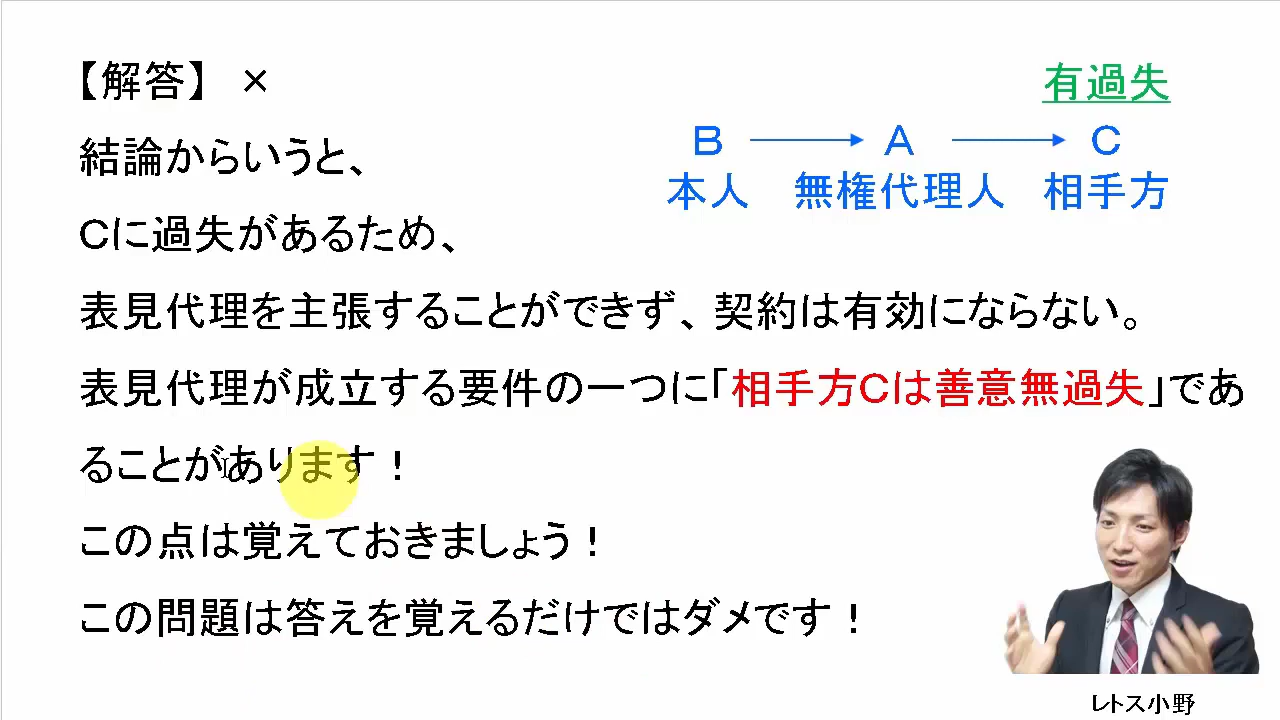 【解答】 ×
有過失
B → A → C
本人 無権代理人 相手方
結論からいうと、
Cに過失があるため、
表見代理を主張することができず、契約は有効にならない。
表見代理が成立する要件の一つに「相手方Cは善意無過失」であ
ることがあります！
この点は覚えておきましょう！
この問題は答えを覚えるだけではダメです！
レトス小野